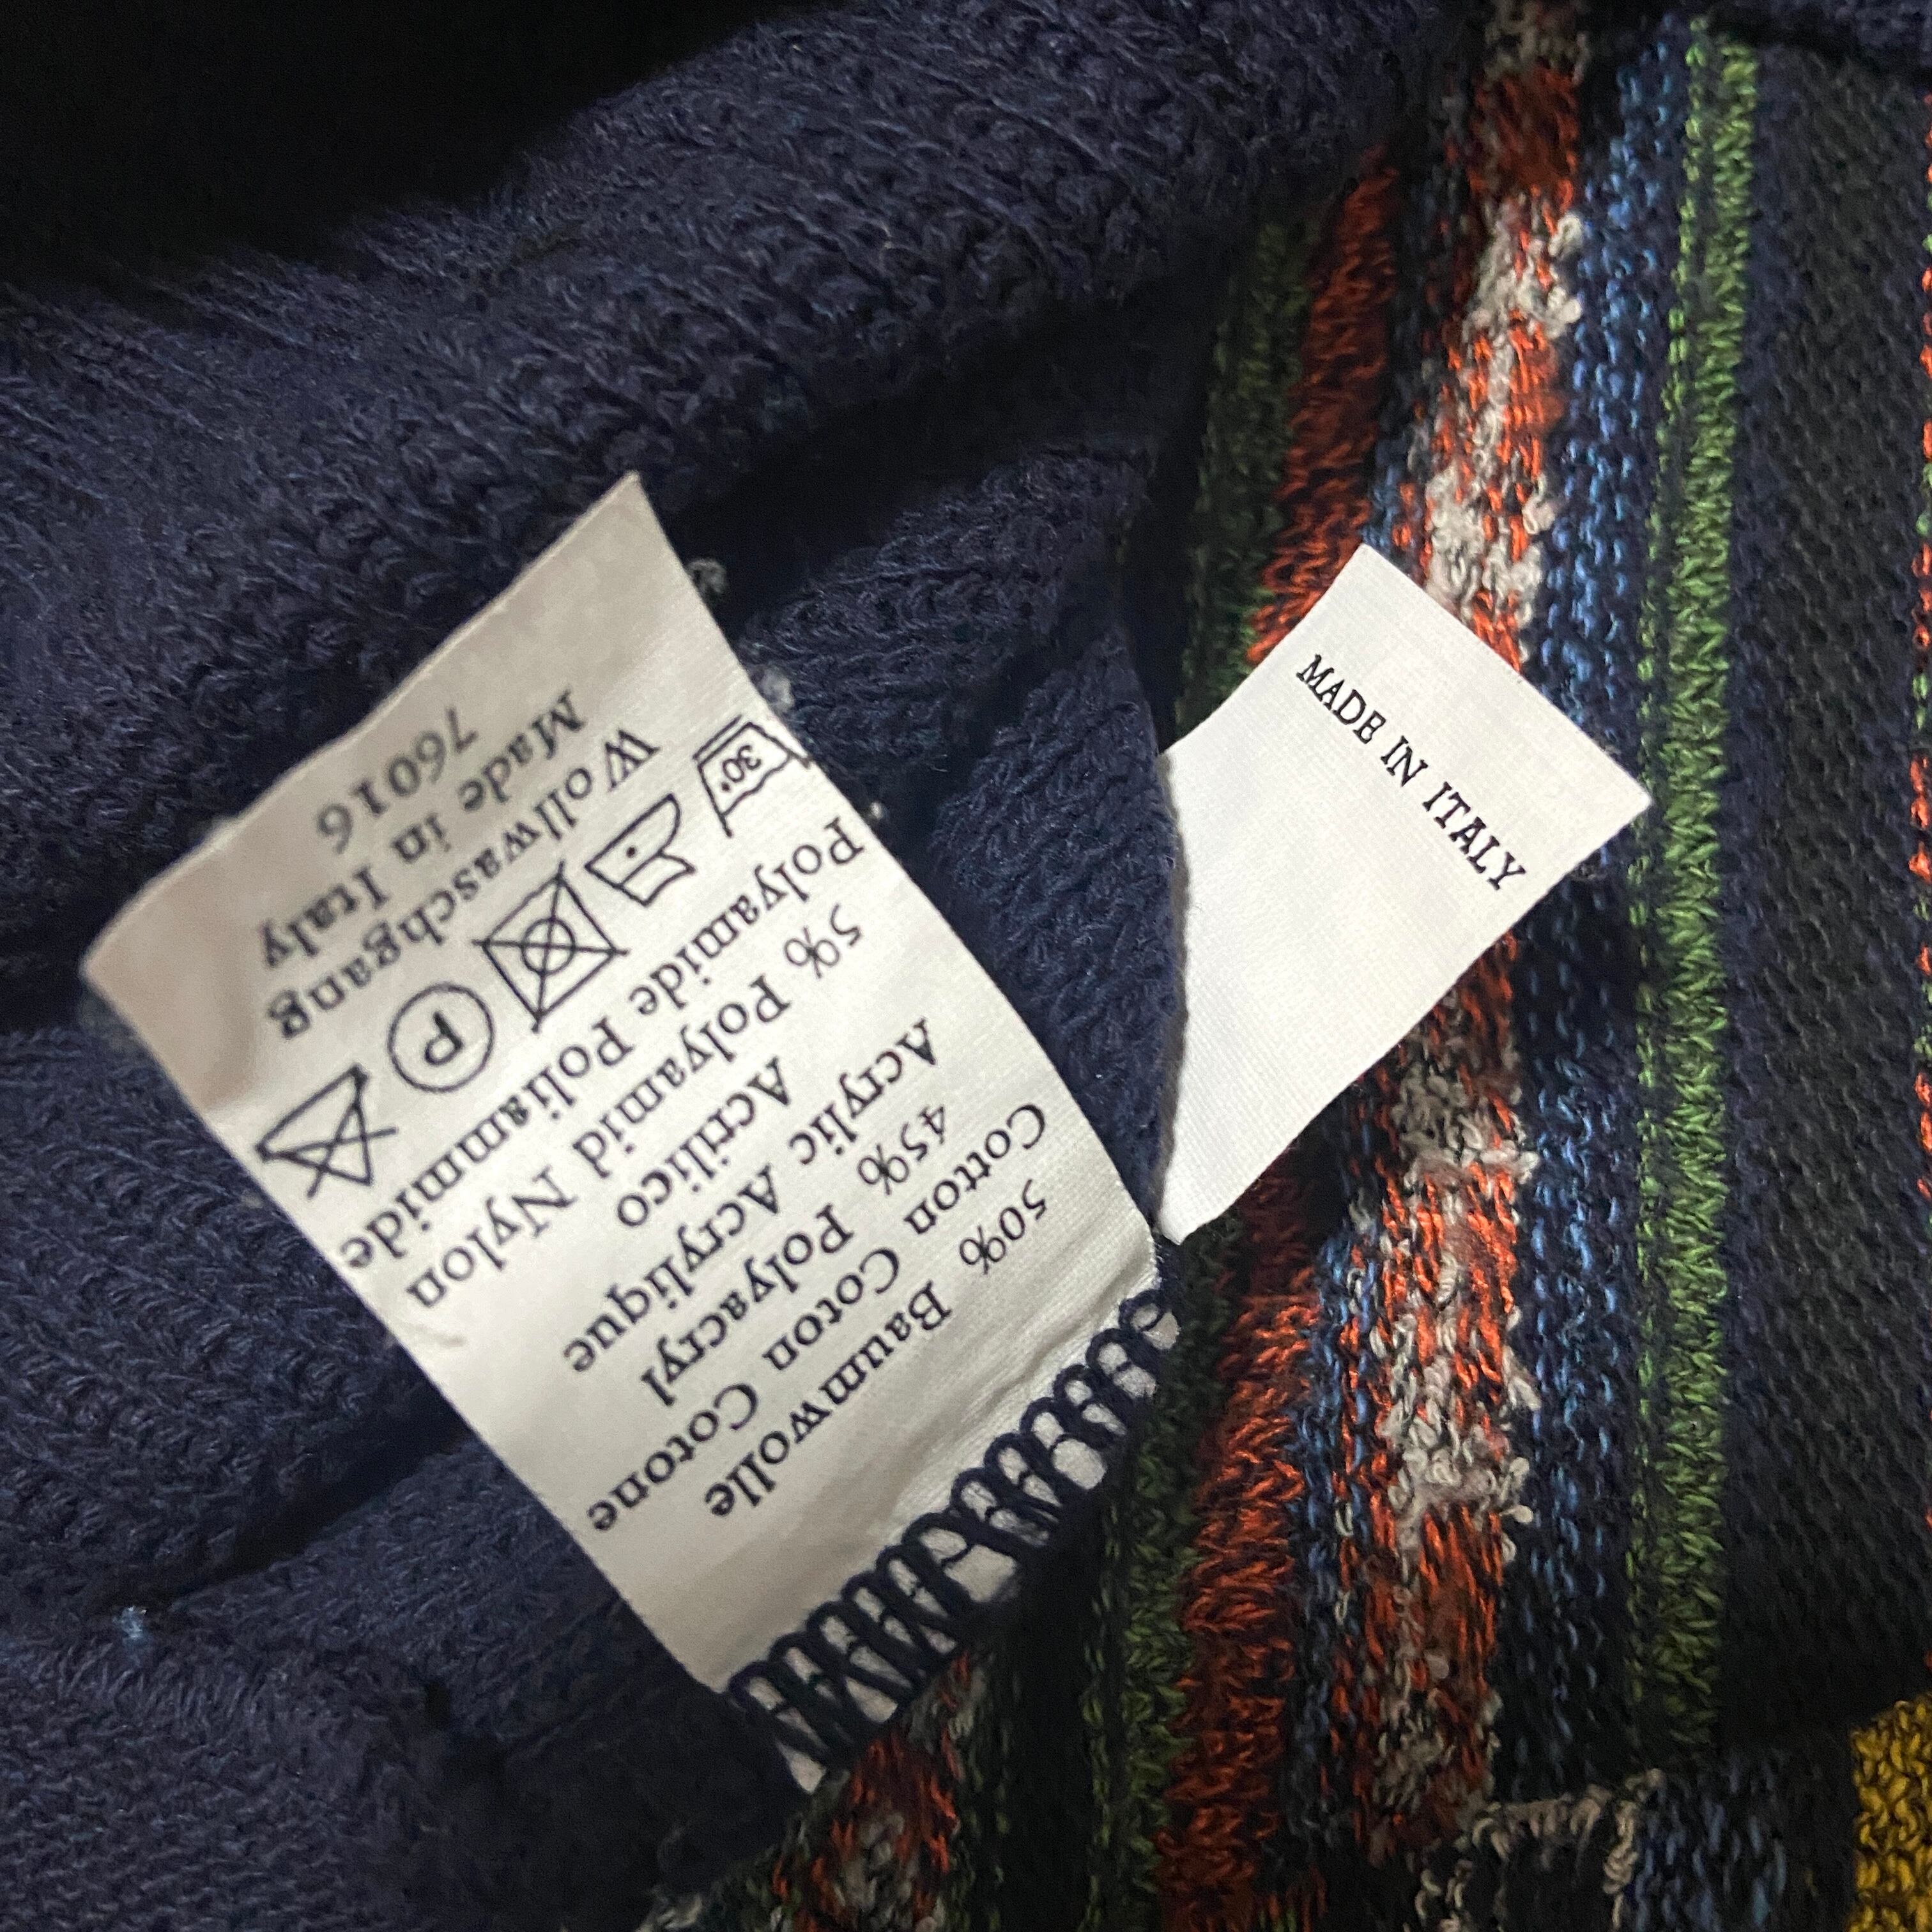 50% Baumwolle
Cotton Coton Cotone
45% Polyacryl
Acrylic Acrylique
Acrilico
5% Polyamid Nylon
Polyamide Poliammide
30° P
Wollwaschgang
Made in Italy
76016
MADE IN ITALY